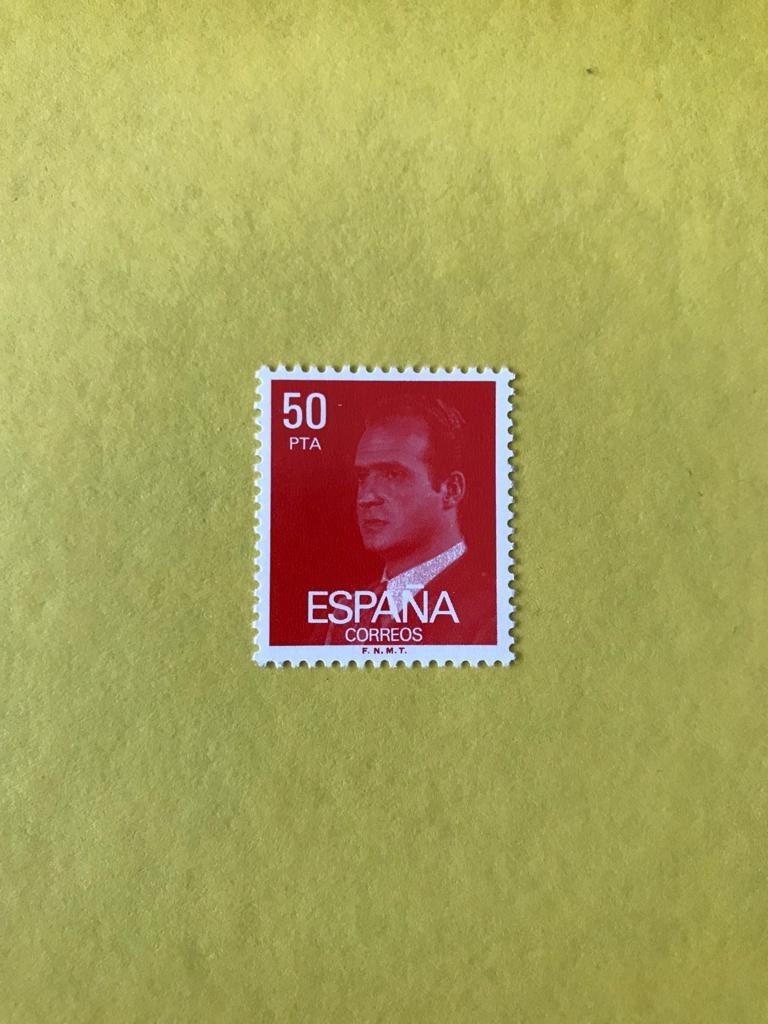 50
PTA
ESPAÑA
CORREOS
F. N. M. T.